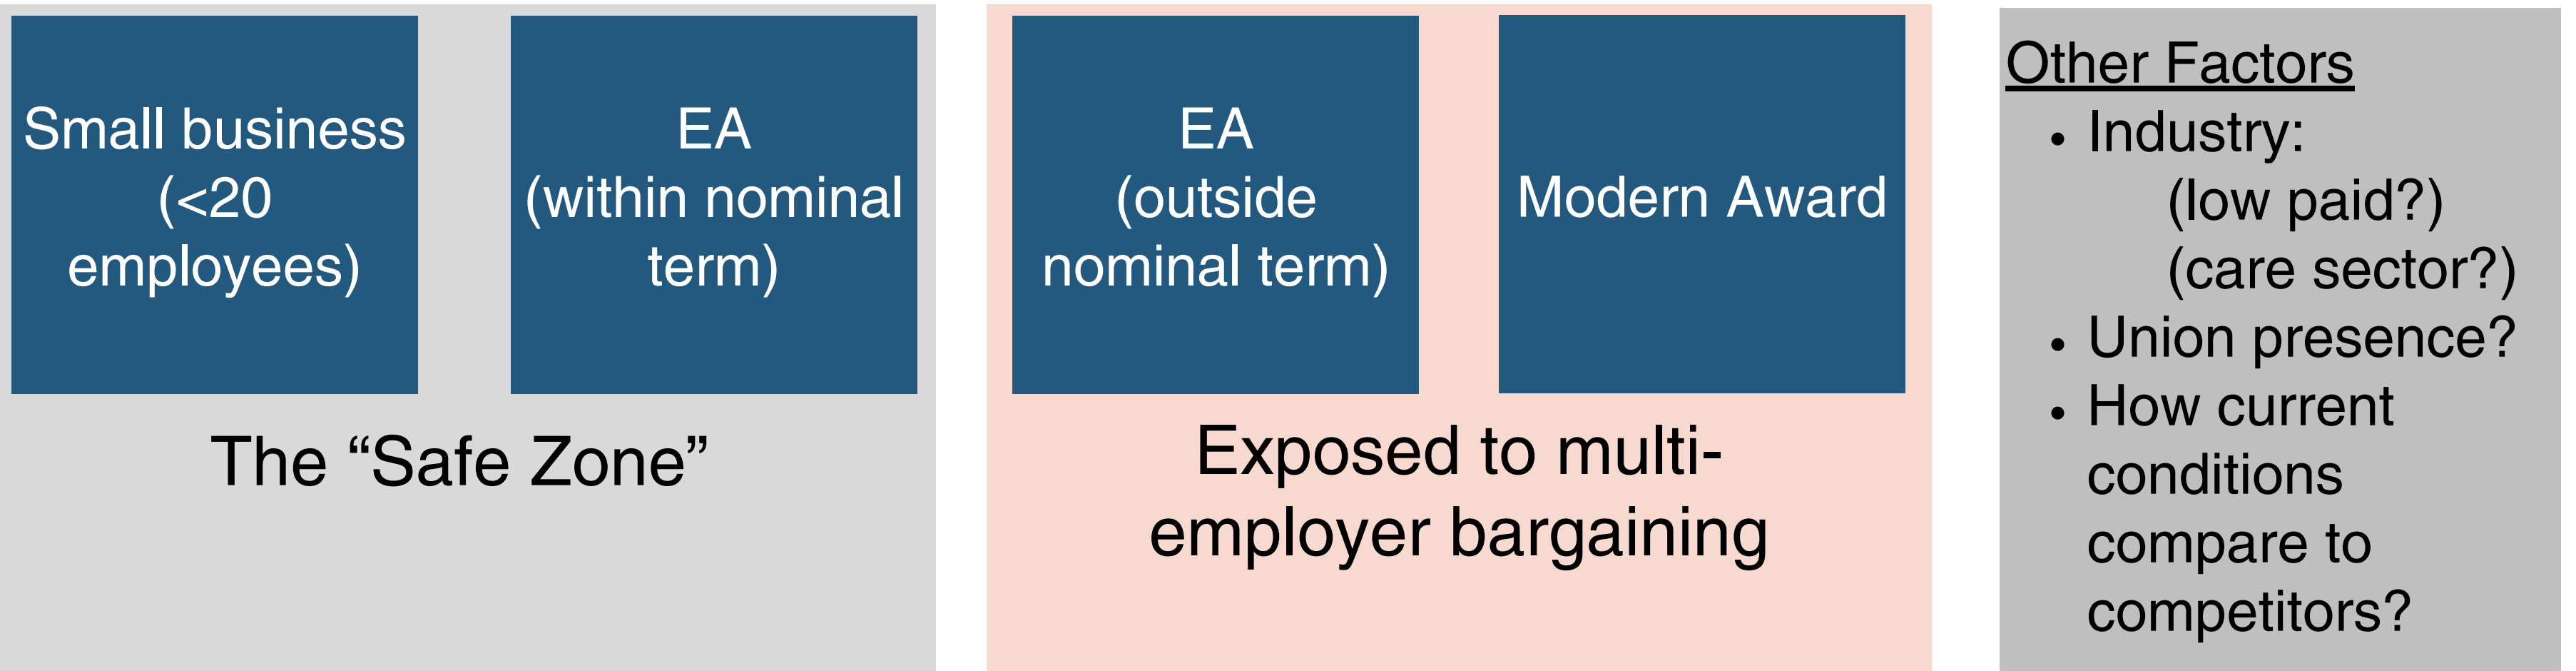 Small business
(<20
employees)
EA
(within nominal
term)
The “Safe Zone”
EA
(outside
nominal term)
Modern Award
Exposed to multi-
employer bargaining
Other Factors
• Industry:
(low paid?)
(care sector?)
• Union presence?
• How current
conditions
compare to
competitors?